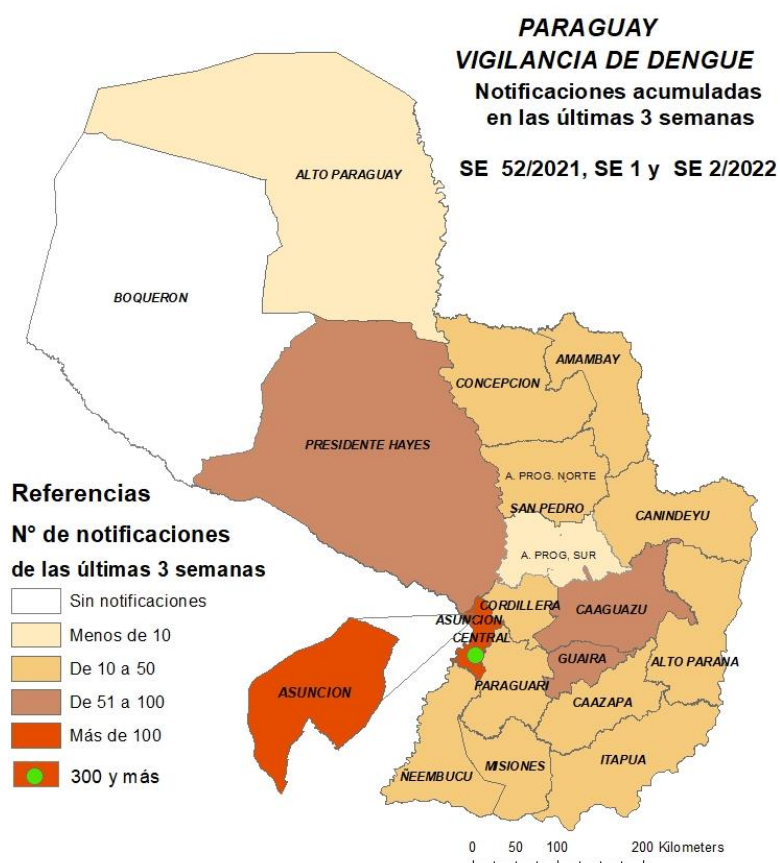 PARAGUAY
VIGILANCIA DE DENGUE
Notificaciones acumuladas
en las últimas 3 semanas
SE 52/2021, SE 1 y SE 2/2022
ALTO PARAGUAY
BOQUERON
AMAMBAY
CONCEPCION
PRESIDENTE HAYES
A. PROG. NORTE
SAN PEDRO
CANINDEYU
A. PROG, SUR
CORDILLERA
CAAGUAZU
ASUNCION
CENTRAL
GUAIRA
ALTO PARANA
PARAGUARI
CAAZAPA
ÑEEMBUCU
MISIONES
ITAPUA
ASUNCION
Referencias
N° de notificaciones
de las últimas 3 semanas
Sin notificaciones
Menos de 10
De 10 a 50
De 51 a 100
Más de 100
300 y más
0 50 100 200 Kilometers